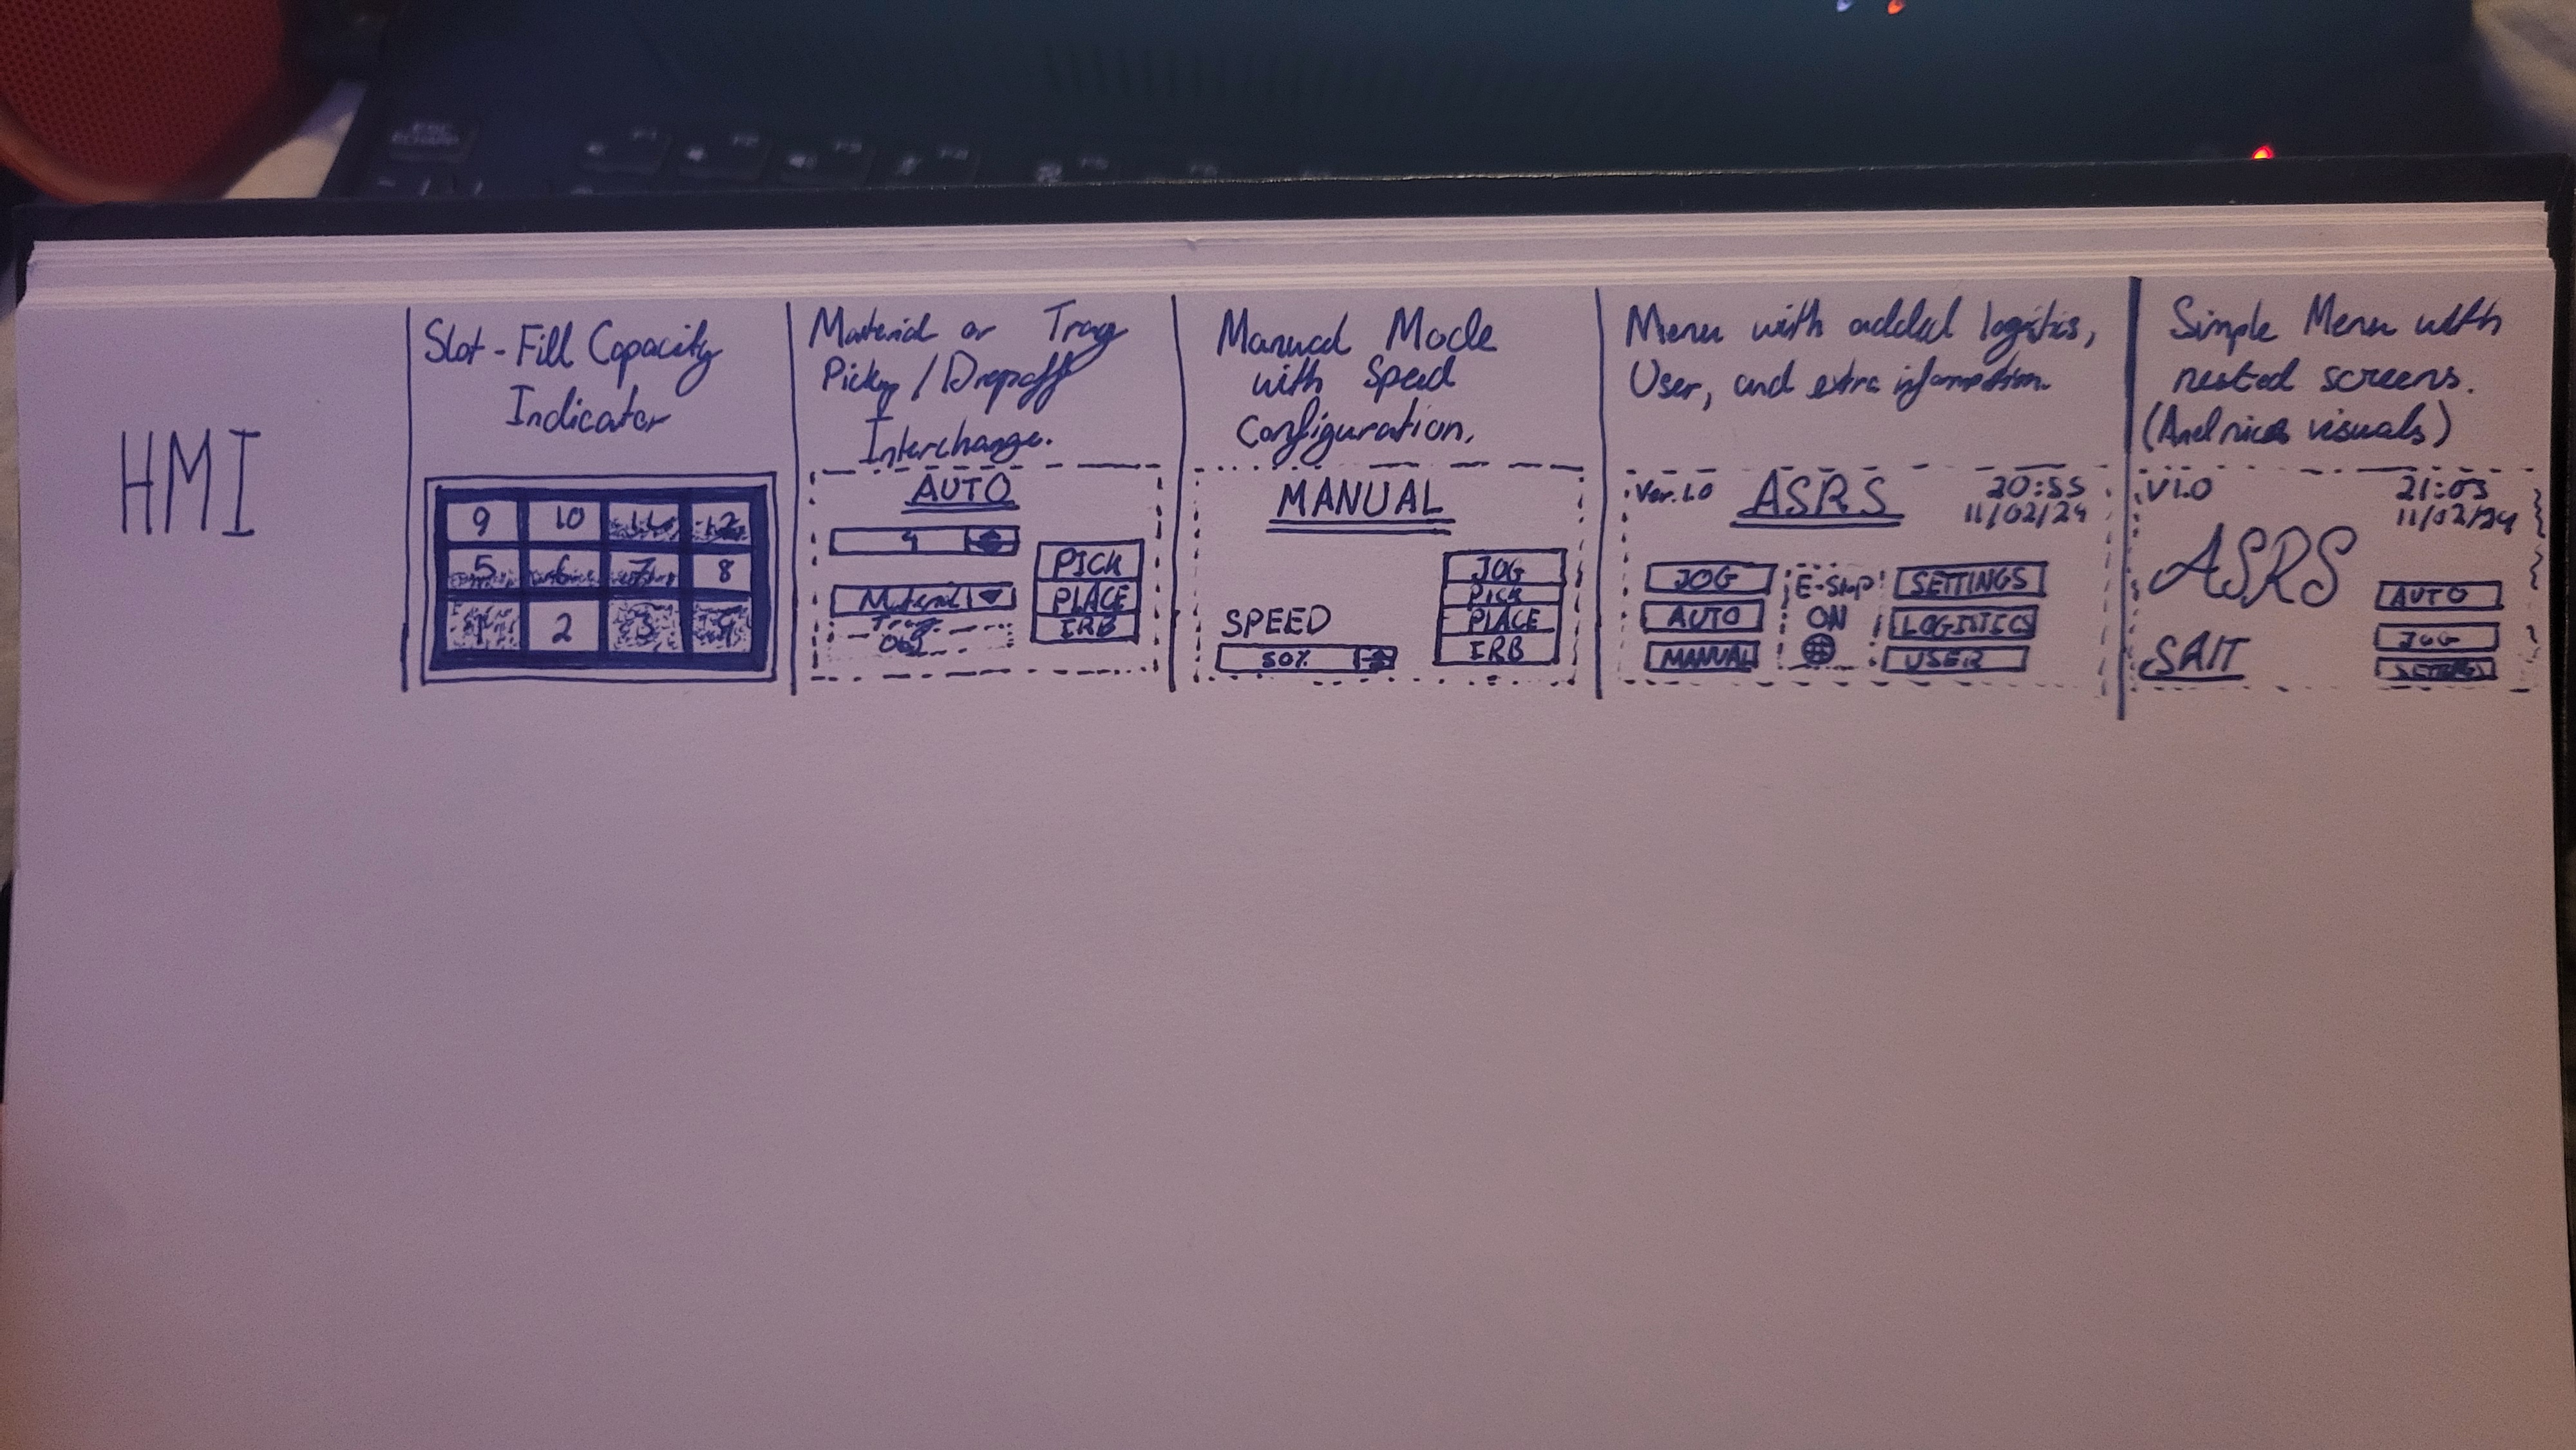 HMI
Slot-Fill Capacity
Indicator
9 10 11 12
5 6 7 8
1 2 3 4
Material or Tray
Pickup/Dropoff
Interchange.
AUTO
4
Material
Tray
Obj
PICK
PLACE
IRB
Manual Mode
with Speed
Configuration.
MANUAL
SPEED
50%
JOG
PICK
PLACE
IRB
Menu with added logistics,
User, and extra information.
Ver. 1.0 ASRS 20:55
11/02/24
JOG
AUTO
MANUAL
E-Stop
ON
SETTINGS
LOGISTICS
USER
Simple Menu with
nested screens.
(And nice visuals)
V1.0 21:03
11/02/24
ASRS
SAIT
AUTO
JOG
SETTINGS